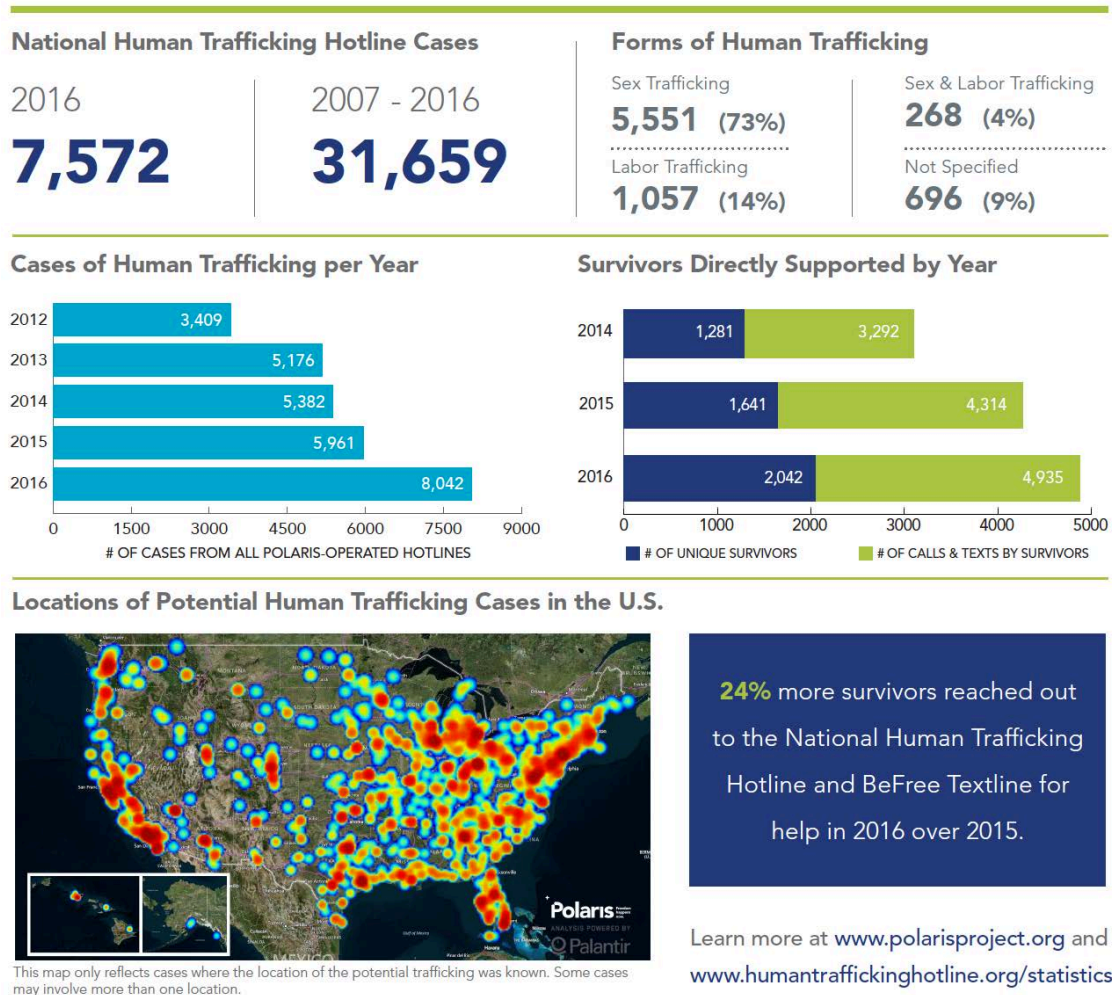 National Human Trafficking Hotline Cases
2016
7,572
2007 - 2016
31,659
Forms of Human Trafficking
Sex Trafficking
5,551 (73%)
Labor Trafficking
1,057 (14%)
Sex & Labor Trafficking
268 (4%)
Not Specified
696 (9%)
Cases of Human Trafficking per Year
2012 3,409
2013 5,176
2014 5,382
2015 5,961
2016 8,042
0 1500 3000 4500 6000 7500 9000
# OF CASES FROM ALL POLARIS-OPERATED HOTLINES
Survivors Directly Supported by Year
2014 1,281 3,292
2015 1,641 4,314
2016 2,042 4,935
0 1000 2000 3000 4000 5000
# OF UNIQUE SURVIVORS # OF CALLS & TEXTS BY SURVIVORS
Locations of Potential Human Trafficking Cases in the U.S.
MONTANA
MEXICO
Polaris
ANALYSIS POWERED BY
Palantir
This map only reflects cases where the location of the potential trafficking was known. Some cases
may involve more than one location.
24% more survivors reached out
to the National Human Trafficking
Hotline and BeFree Textline for
help in 2016 over 2015.
Learn more at www.polarisproject.org and
www.humantraffickinghotline.org/statistics